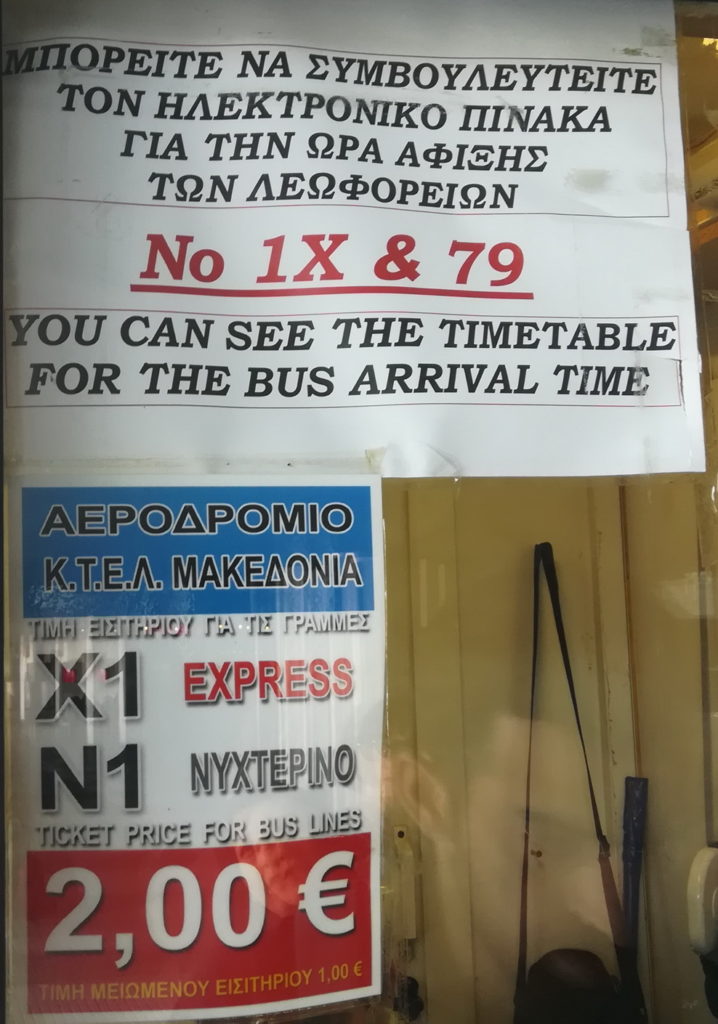 ΜΠΟΡΕΙΤΕ ΝΑ ΣΥΜΒΟΥΛΕΥΤΕΙΤΕ
ΤΟΝ ΗΛΕΚΤΡΟΝΙΚΟ ΠΙΝΑΚΑ
ΓΙΑ ΤΗΝ ΩΡΑ ΑΦΙΞΗΣ
ΤΩΝ ΛΕΩΦΟΡΕΙΩΝ
No 1X & 79
YOU CAN SEE THE TIMETABLE
FOR THE BUS ARRIVAL TIME
ΑΕΡΟΔΡΟΜΙΟ
Κ.Τ.Ε.Λ. ΜΑΚΕΔΟΝΙΑ
ΤΙΜΗ ΕΙΣΙΤΗΡΙΟΥ ΓΙΑ ΤΙΣ ΓΡΑΜΜΕΣ
X1 EXPRESS
N1 ΝΥΧΤΕΡΙΝΟ
TICKET PRICE FOR BUS LINES
2,00 €
ΤΙΜΗ ΜΕΙΩΜΕΝΟΥ ΕΙΣΙΤΗΡΙΟΥ 1,00 €